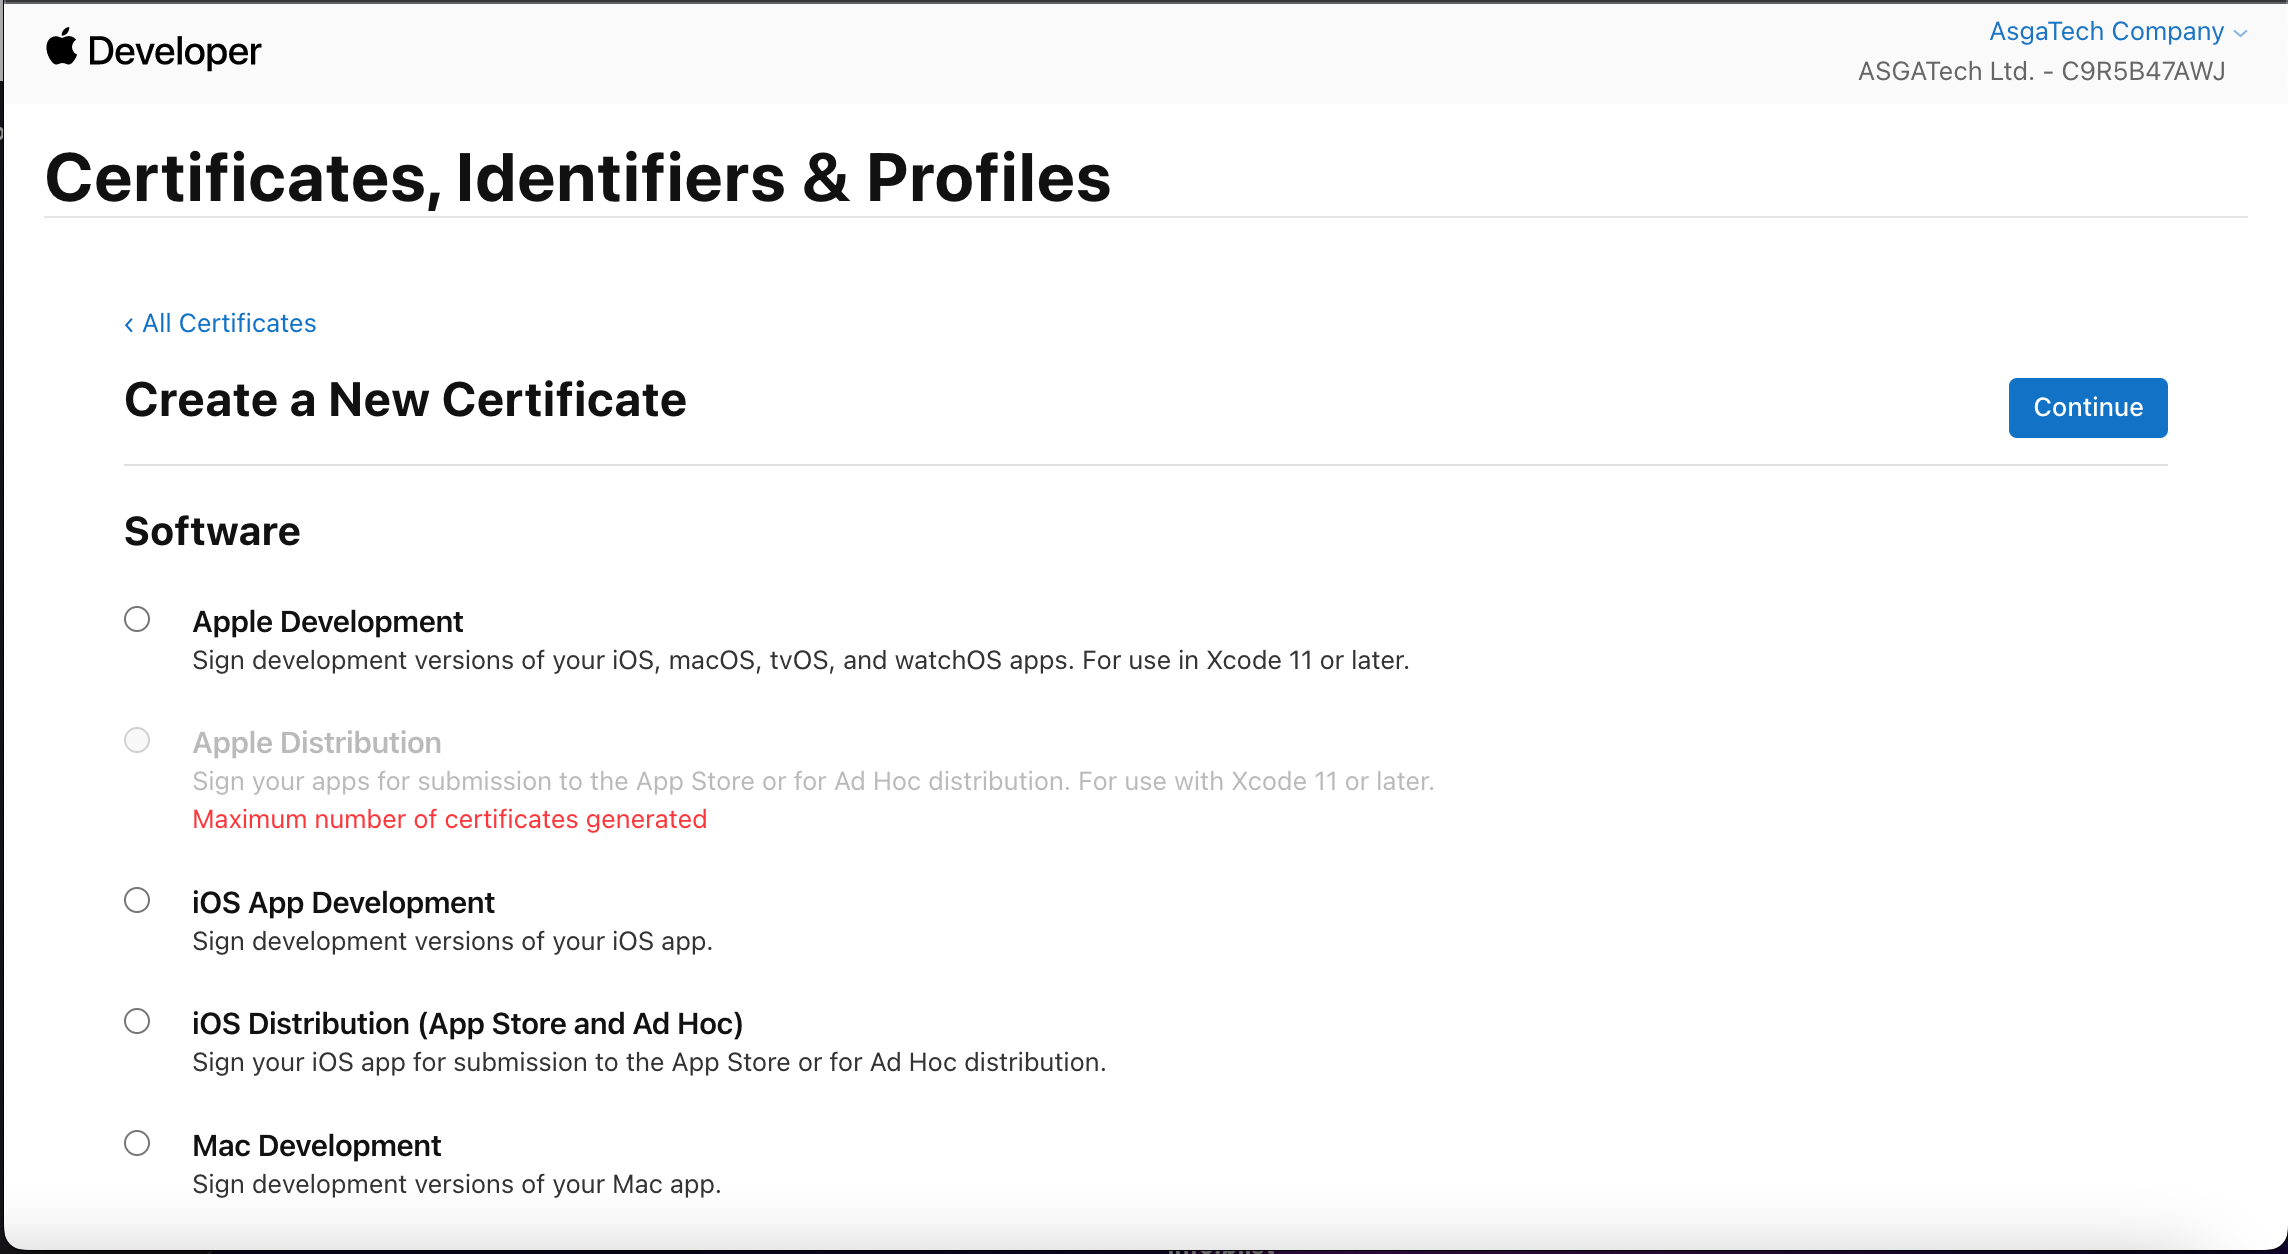 Developer
AsgaTech Company
ASGATech Ltd. - C9R5B47AWJ
Certificates, Identifiers & Profiles
‹ All Certificates
Create a New Certificate
Continue
Software
Apple Development
Sign development versions of your iOS, macOS, tvOS, and watchOS apps. For use in Xcode 11 or later.
Apple Distribution
Sign your apps for submission to the App Store or for Ad Hoc distribution. For use with Xcode 11 or later.
Maximum number of certificates generated
iOS App Development
Sign development versions of your iOS app.
iOS Distribution (App Store and Ad Hoc)
Sign your iOS app for submission to the App Store or for Ad Hoc distribution.
Mac Development
Sign development versions of your Mac app.